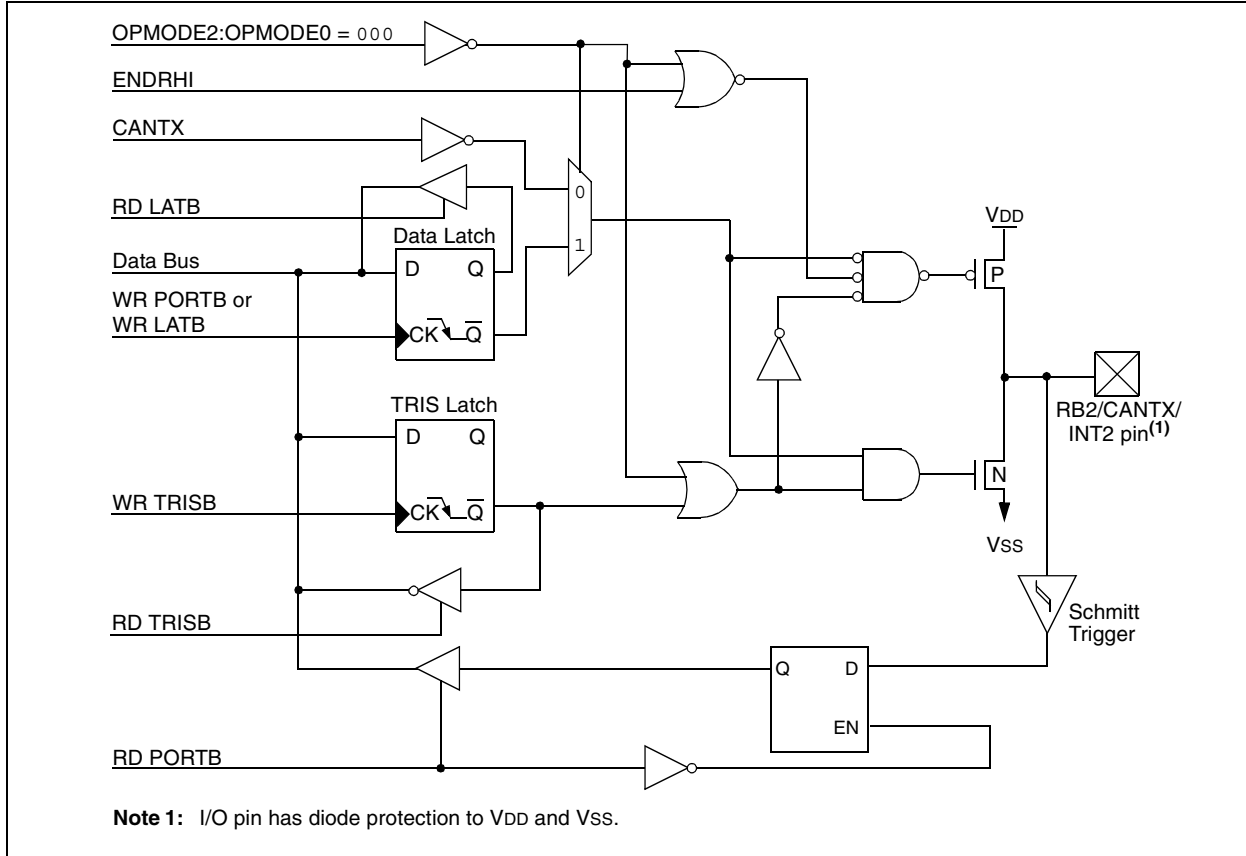 OPMODE2:OPMODE0 = 000
ENDRHI
CANTX
0
RD LATB
VDD
Data Latch
1
Data Bus
D
Q
P
WR PORTB or
WR LATB
CK
Q
RB2/CANTX/
INT2 pin(1)
TRIS Latch
D
Q
N
WR TRISB
CK
Q
VSS
Schmitt
Trigger
RD TRISB
Q
D
EN
RD PORTB
Note 1: I/O pin has diode protection to VDD and VSS.